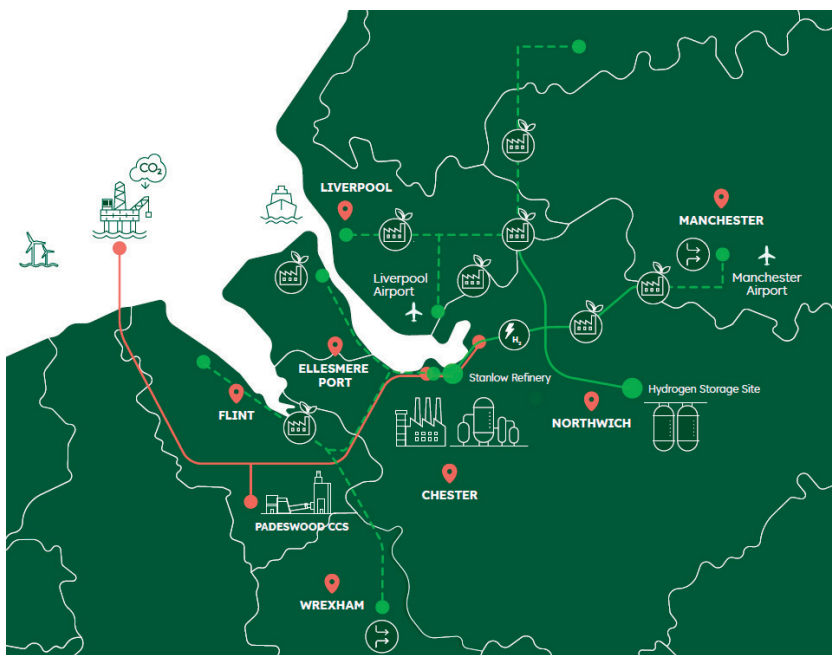 CO₂
LIVERPOOL
MANCHESTER
Liverpool
Airport
Manchester
Airport
H₂
ELLESMERE
PORT
Stanlow Refinery
Hydrogen Storage Site
FLINT
NORTHWICH
CHESTER
PADESWOOD CCS
WREXHAM